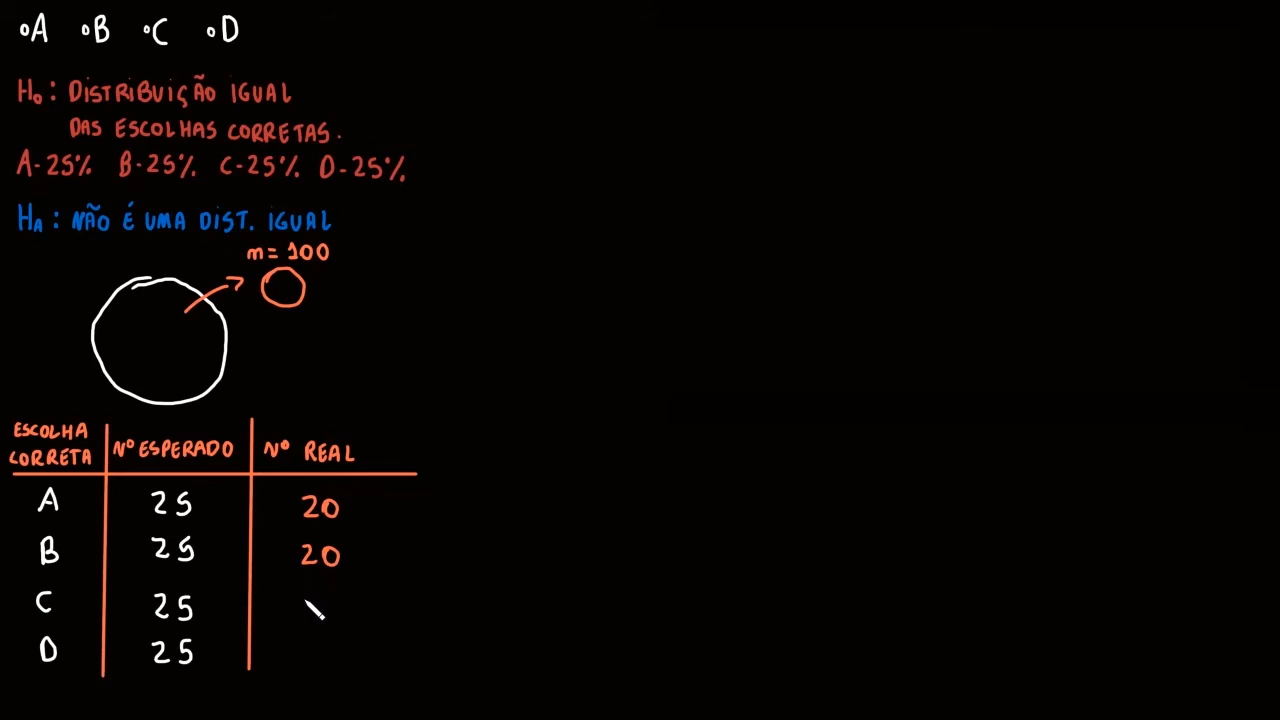 A B C D
H₀: DISTRIBUIÇÃO IGUAL
DAS ESCOLHAS CORRETAS.
A-25% B-25% C-25% D-25%
Hₐ: NÃO É UMA DIST. IGUAL
m = 100
ESCOLHA CORRETA Nº ESPERADO Nº REAL
A 25 20
B 25 20
C 25
D 25